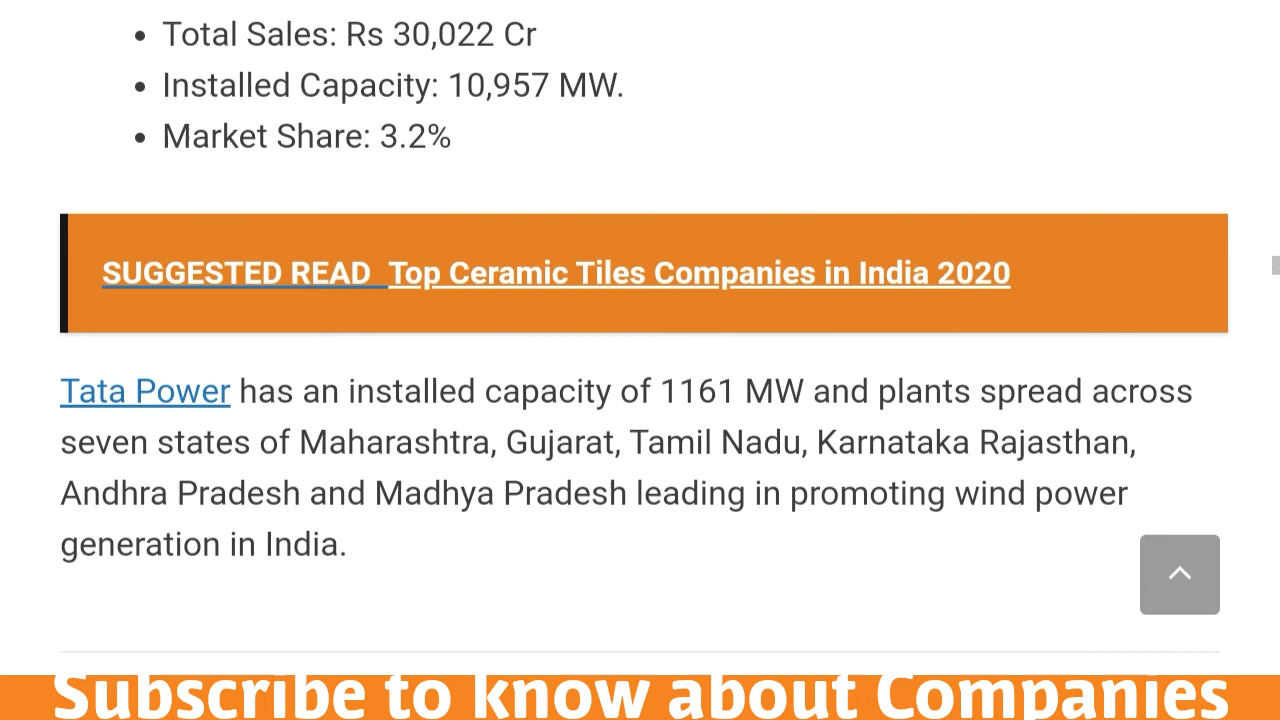 Total Sales: Rs 30,022 Cr
Installed Capacity: 10,957 MW.
Market Share: 3.2%
SUGGESTED READ Top Ceramic Tiles Companies in India 2020
Tata Power has an installed capacity of 1161 MW and plants spread across
seven states of Maharashtra, Gujarat, Tamil Nadu, Karnataka Rajasthan,
Andhra Pradesh and Madhya Pradesh leading in promoting wind power
generation in India.
Subscribe to know about Companies